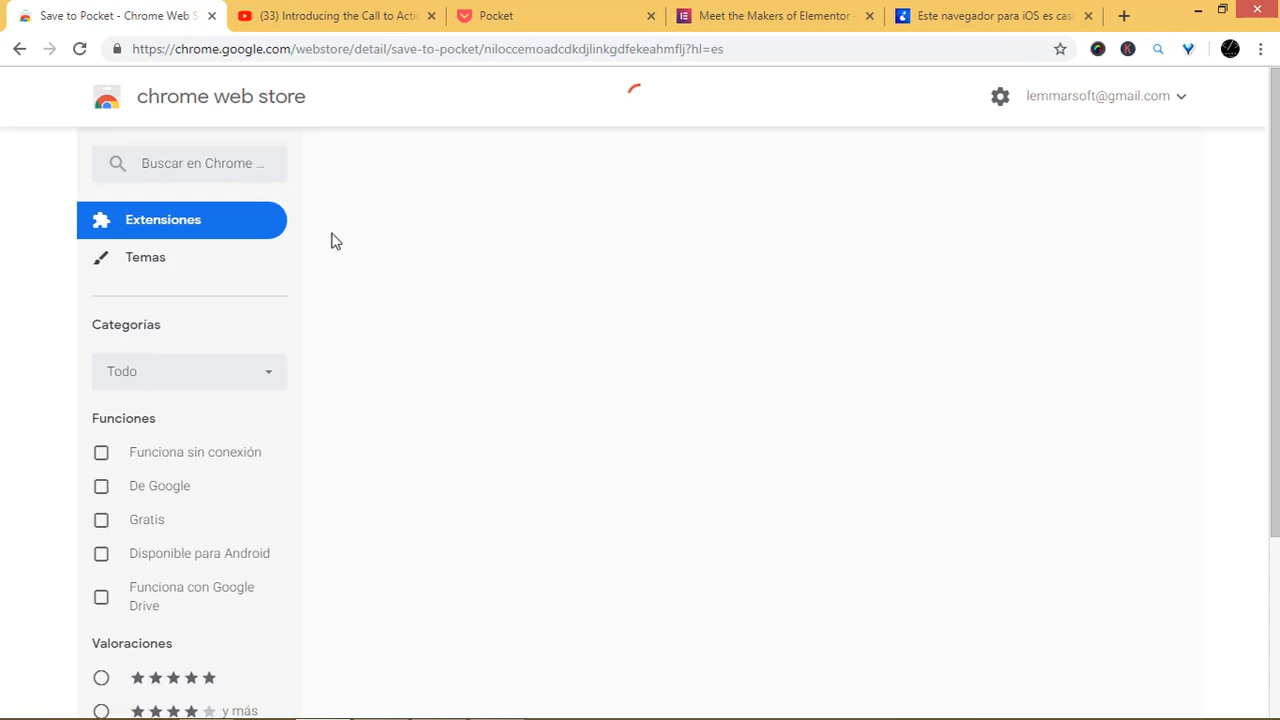 Save to Pocket - Chrome Web S
(33) Introducing the Call to Acti
Pocket
Meet the Makers of Elementor -
Este navegador para iOS es cas
https://chrome.google.com/webstore/detail/save-to-pocket/niloccemoadcdkdjlinkgdfekeahmflj?hl=es
chrome web store
lemmarsoft@gmail.com
Buscar en Chrome ...
Extensiones
Temas
Categorías
Todo
Funciones
Funciona sin conexión
De Google
Gratis
Disponible para Android
Funciona con Google
Drive
Valoraciones
y más